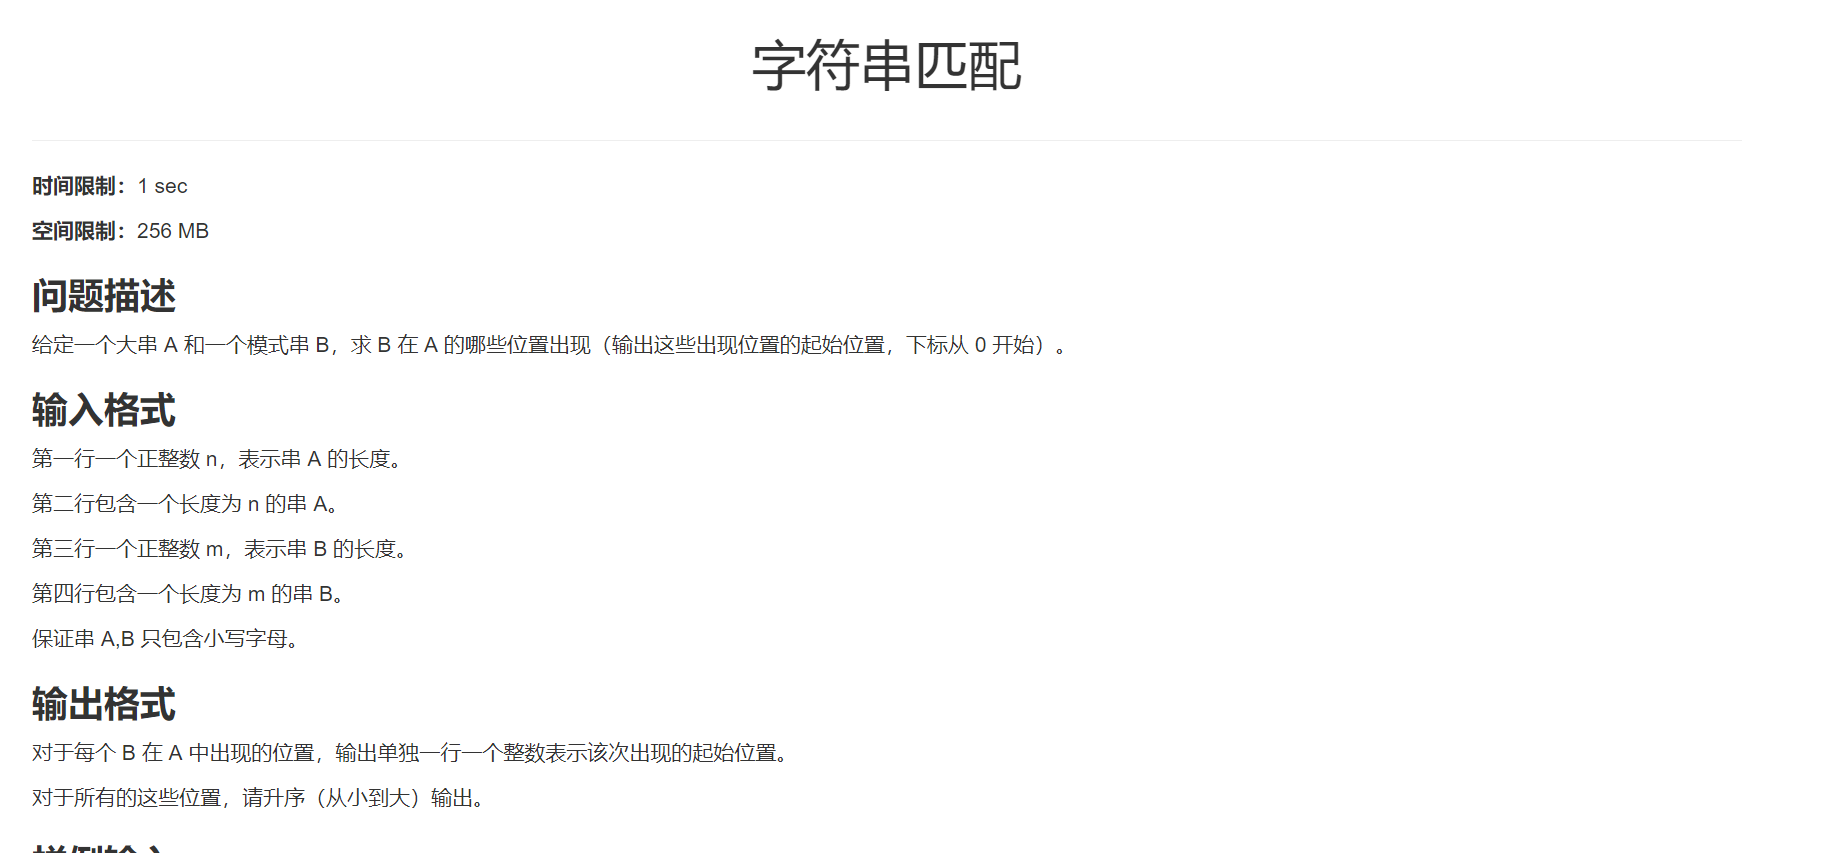 字符串匹配
时间限制：1 sec
空间限制：256 MB
问题描述
给定一个大串 A 和一个模式串 B，求 B 在 A 的哪些位置出现（输出这些出现位置的起始位置，下标从 0 开始）。
输入格式
第一行一个正整数 n，表示串 A 的长度。
第二行包含一个长度为 n 的串 A。
第三行一个正整数 m，表示串 B 的长度。
第四行包含一个长度为 m 的串 B。
保证串 A,B 只包含小写字母。
输出格式
对于每个 B 在 A 中出现的位置，输出单独一行一个整数表示该次出现的起始位置。
对于所有的这些位置，请升序（从小到大）输出。